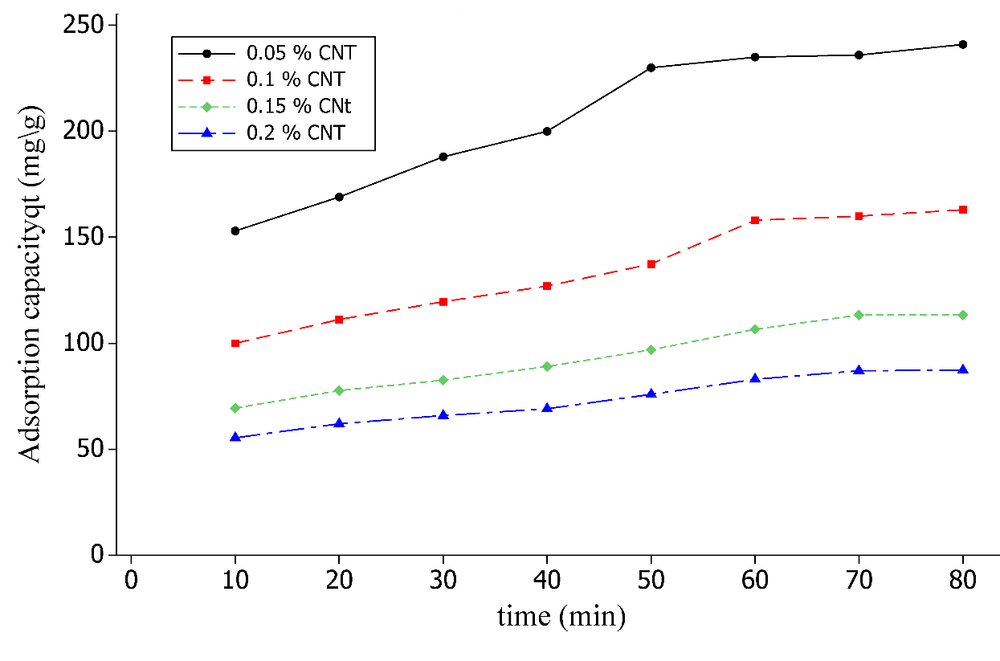 250
200
150
100
50
0
Adsorption capacityqt (mg\g)
0.05 % CNT
0.1 % CNT
0.15 % CNt
0.2 % CNT
0 10 20 30 40 50 60 70 80
time (min)